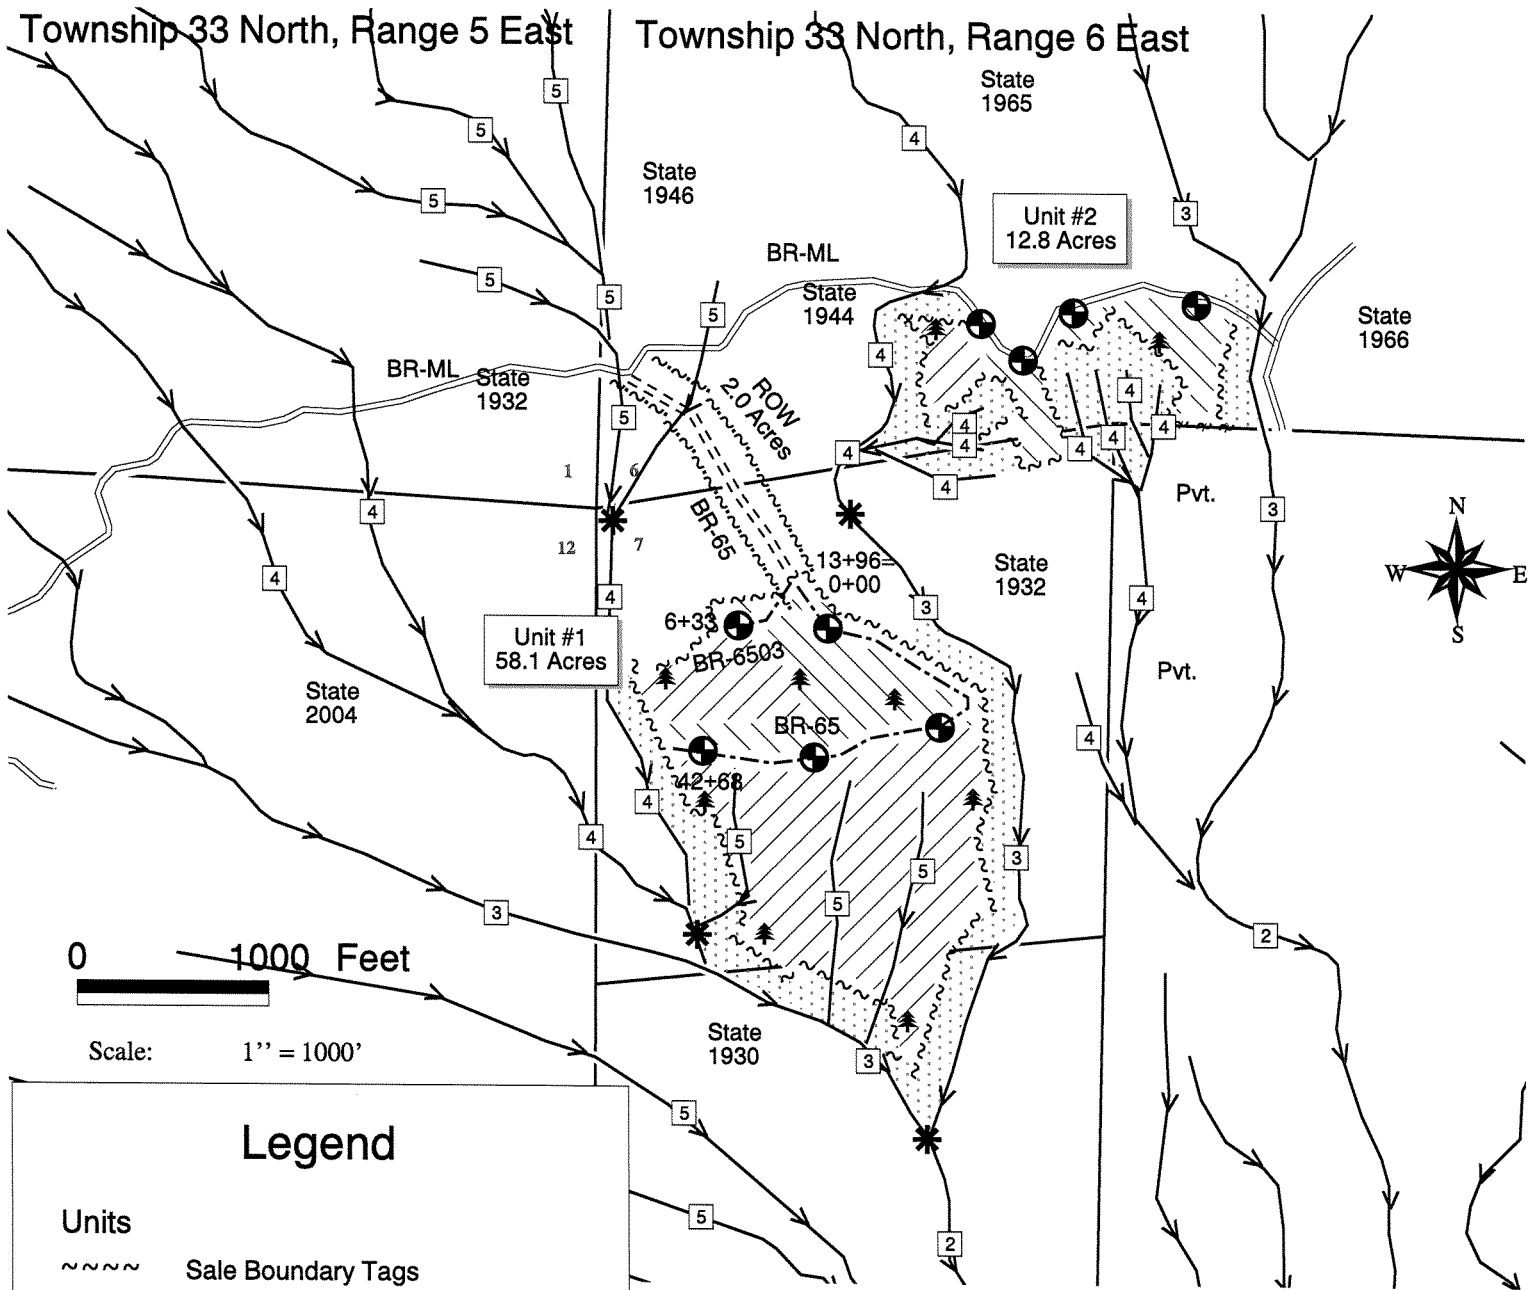 Township 33 North, Range 5 East
Township 33 North, Range 6 East
State
1965
5
4
5
State
1946
5
3
Unit #2
12.8 Acres
BR-ML
5
5
5
State
1944
State
1966
4
BR-ML
State
1932
ROW
2.0 Acres
4
5
4
4
4
4
4
4
1
6
4
Pvt.
4
3
BR-65
N
12
7
13+96=
0+00
State
1932
W
E
4
4
3
4
6+33
S
Unit #1
58.1 Acres
BR-6503
Pvt.
State
2004
BR-65
4
42+68
4
4
5
3
5
5
3
2
0
1000 Feet
State
1930
Scale:
1'' = 1000'
3
5
Legend
Units
5
2
~~~~
Sale Boundary Tags